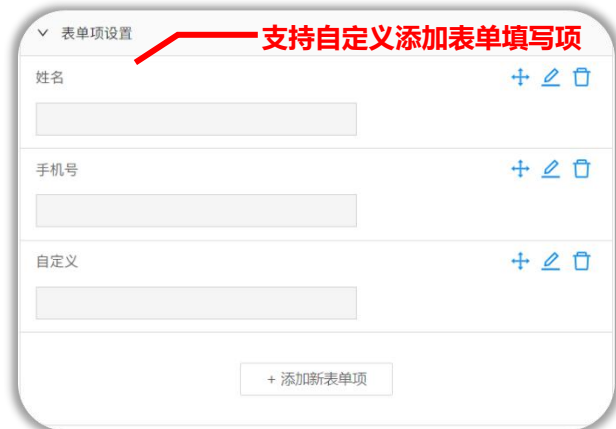 表单项设置
支持自定义添加表单填写项
姓名
手机号
自定义
+ 添加新表单项